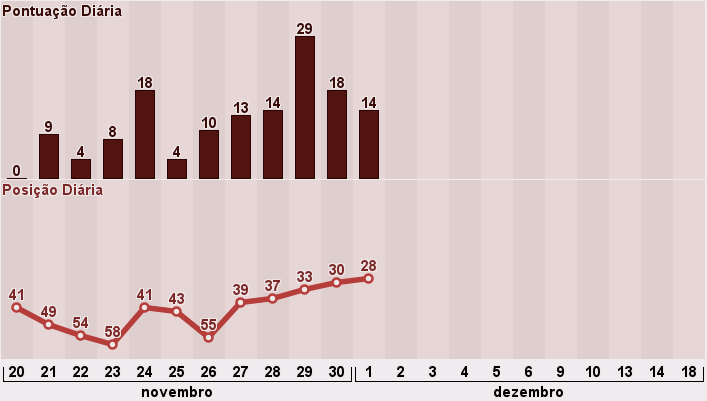 Pontuação Diária
0 9 4 8 18 4 10 13 14 29 18 14
Posição Diária
41 49 54 58 41 43 55 39 37 33 30 28
20 21 22 23 24 25 26 27 28 29 30 1 2 3 4 5 6 9 10 13 14 18
novembro dezembro